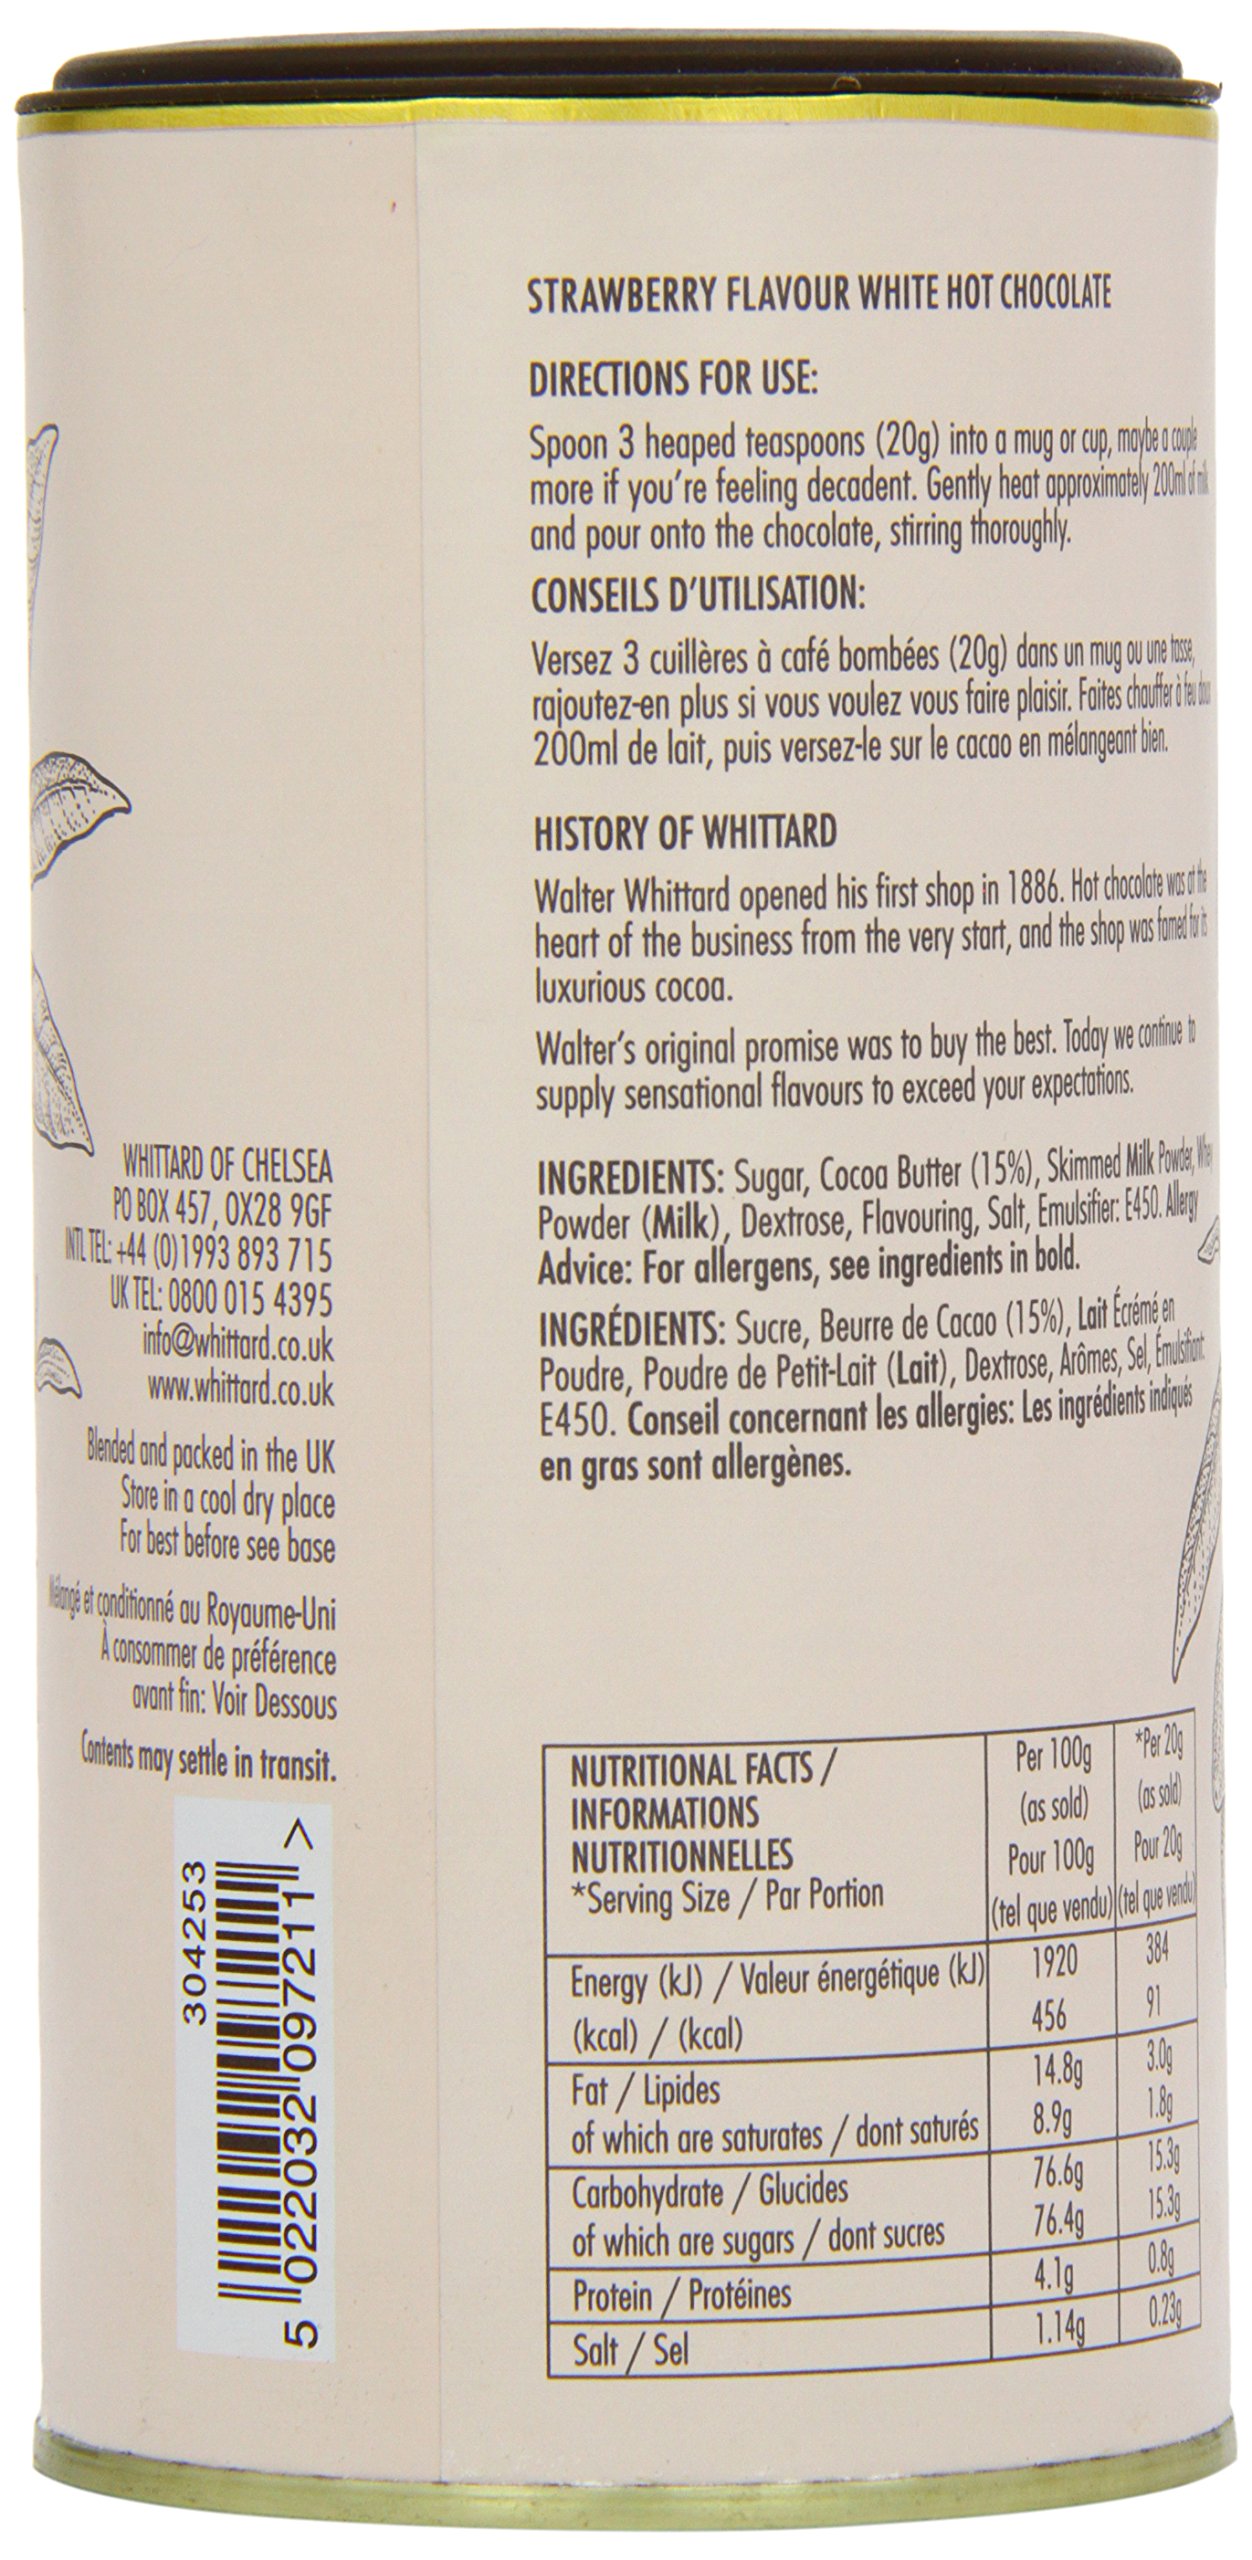 STRAWBERRY FLAVOUR WHITE HOT CHOCOLATE
DIRECTIONS FOR USE:
Spoon 3 heaped teaspoons (20g) into a mug or cup, maybe a couple
more if you're feeling decadent. Gently heat approximately 200ml of milk
and pour onto the chocolate, stirring thoroughly.
CONSEILS D'UTILISATION:
Versez 3 cuillères à café bombées (20g) dans un mug ou une tasse,
rajoutez-en plus si vous voulez vous faire plaisir. Faites chauffer à feu doux
200ml de lait, puis versez-le sur le cacao en mélangeant bien.
HISTORY OF WHITTARD
Walter Whittard opened his first shop in 1886. Hot chocolate was at the
heart of the business from the very start, and the shop was famed for its
luxurious cocoa.
Walter's original promise was to buy the best. Today we continue to
supply sensational flavours to exceed your expectations.
INGREDIENTS: Sugar, Cocoa Butter (15%), Skimmed Milk Powder, Whey
Powder (Milk), Dextrose, Flavouring, Salt, Emulsifier: E450. Allergy
Advice: For allergens, see ingredients in bold.
INGRÉDIENTS: Sucre, Beurre de Cacao (15%), Lait Écrémé en
Poudre, Poudre de Petit-Lait (Lait), Dextrose, Arômes, Sel, Émulsifiant:
E450. Conseil concernant les allergies: Les ingrédients indiqués
en gras sont allergènes.
WHITTARD OF CHELSEA
PO BOX 457, OX28 9GF
INTL TEL: +44 (0)1993 893 715
UK TEL: 0800 015 4395
info@whittard.co.uk
www.whittard.co.uk
Blended and packed in the UK
Store in a cool dry place
For best before see base
Mélangé et conditionné au Royaume-Uni
À consommer de préférence
avant fin: Voir Dessous
Contents may settle in transit.
304253
5 022032 097211 >
NUTRITIONAL FACTS /
INFORMATIONS
NUTRITIONNELLES
*Serving Size / Par Portion
Per 100g
(as sold)
Pour 100g
(tel que vendu)
*Per 20g
(as sold)
Pour 20g
(tel que vendu)
Energy (kJ) / Valeur énergétique (kJ) 1920 384
(kcal) / (kcal) 456 91
Fat / Lipides 14.8g 3.0g
of which are saturates / dont saturés 8.9g 1.8g
Carbohydrate / Glucides 76.6g 15.3g
of which are sugars / dont sucres 76.4g 15.3g
Protein / Protéines 4.1g 0.8g
Salt / Sel 1.14g 0.23g